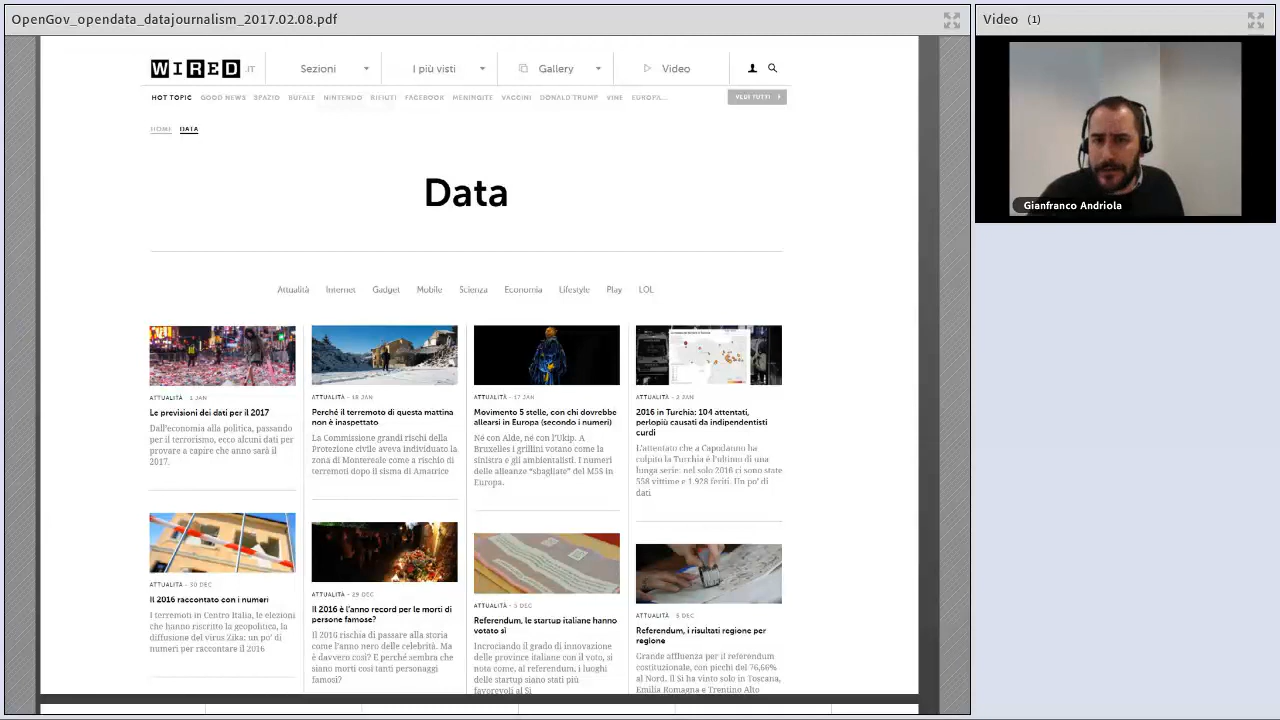 OpenGov_opendata_datajournalism_2017.02.08.pdf
Video (1)
WIRED.IT
Sezioni
I più visti
Gallery
Video
HOT TOPIC GOOD NEWS SPAZIO BUFALE NINTENDO RIFIUTI FACEBOOK MENINGITE VACCINI DONALD TRUMP VINE EUROPA...
VEDI TUTTI
HOME DATA
Data
Attualità Internet Gadget Mobile Scienza Economia Lifestyle Play LOL
ATTUALITÀ - 1 JAN
Le previsioni dei dati per il 2017
Dall'economia alla politica, passando
per il terrorismo, ecco alcuni dati per
provare a capire che anno sarà il
2017.
ATTUALITÀ - 18 JAN
Perché il terremoto di questa mattina
non è inaspettato
La Commissione grandi rischi della
Protezione civile aveva individuato la
zona di Montereale come a rischio di
terremoti dopo il sisma di Amatrice
ATTUALITÀ - 17 JAN
Movimento 5 stelle, con chi dovrebbe
allearsi in Europa (secondo i numeri)
Né con Alde, né con l'Ukip. A
Bruxelles i grillini votano come la
sinistra e gli ambientalisti. I numeri
delle alleanze “sbagliate” del M5S in
Europa.
ATTUALITÀ - 2 JAN
2016 in Turchia: 104 attentati,
perlopiù causati da indipendentisti
curdi
L'attentato che a Capodanno ha
colpito la Turchia è l'ultimo di una
lunga serie: nel solo 2016 ci sono state
558 vittime e 1.928 feriti. Un po' di
dati
ATTUALITÀ - 30 DEC
Il 2016 raccontato con i numeri
I terremoti in Centro Italia, le elezioni
che hanno riscritto la geopolitica, la
diffusione del virus Zika: un po' di
numeri per raccontare il 2016
ATTUALITÀ - 29 DEC
Il 2016 è l'anno record per le morti di
persone famose?
Il 2016 rischia di passare alla storia
come l'anno nero delle celebrità. Ma
è davvero così? E perché sembra che
siano morti così tanti personaggi
famosi?
ATTUALITÀ - 5 DEC
Referendum, le startup italiane hanno
votato sì
Incrociando il grado di innovazione
delle province italiane con il voto, si
nota come, al referendum, i luoghi
delle startup siano stati più
favorevoli al Sì
ATTUALITÀ - 5 DEC
Referendum, i risultati regione per
regione
Grande affluenza per il referendum
costituzionale, con picchi del 76,66%
al Nord. Il Sì ha vinto solo in Toscana,
Emilia Romagna e Trentino Alto
Gianfranco Andriola